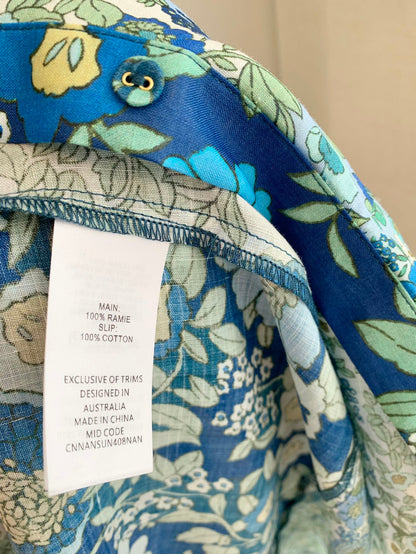 MAIN:
100% RAMIE
SLIP:
100% COTTON
EXCLUSIVE OF TRIMS
DESIGNED IN
AUSTRALIA
MADE IN CHINA
MID CODE
CNNANSUN408NAN